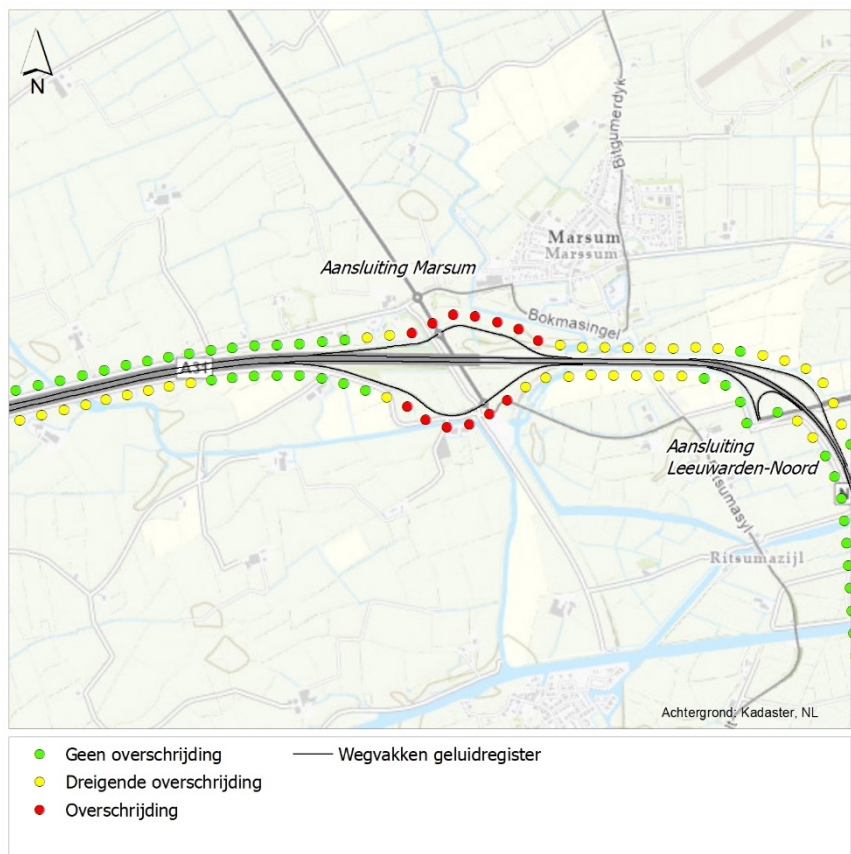 N
Bitgumerdyk
Marsum
Marssum
Aansluiting Marsum
Bokmasingel
A31
Aansluiting
Leeuwarden-Noord
N
Ritsumazijl
Achtergrond: Kadaster, NL
Geen overschrijding
Wegvakken geluidregister
Dreigende overschrijding
Overschrijding